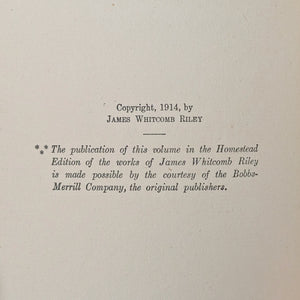 Copyright, 1914, by
JAMES WHITCOMB RILEY
*** The publication of this volume in the Homestead
Edition of the works of James Whitcomb Riley
is made possible by the courtesy of the Bobbs-
Merrill Company, the original publishers.